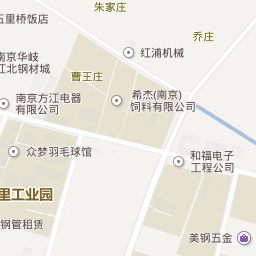 朱家庄
五里桥饭店
乔庄
红浦机械
南京华岐
江北钢材城
曹王庄
希杰(南京)
饲料有限公司
南京方江电器
有限公司
众梦羽毛球馆
和福电子
工程公司
里工业园
钢管租赁
美钢五金